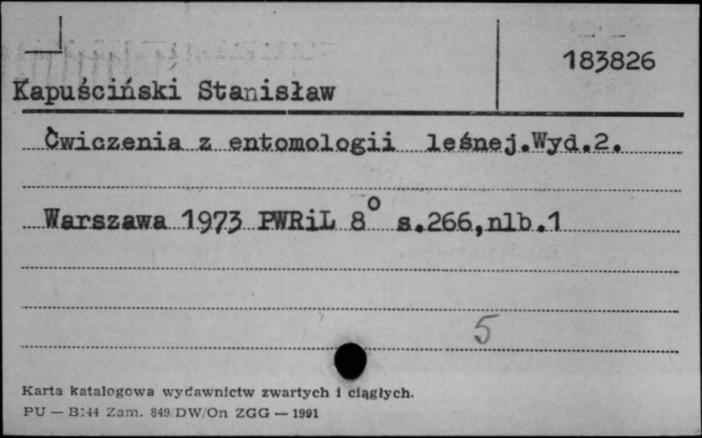 183826
Kapuściński Stanisław
Ćwiczenia z entomologii leśnej.Wyd.2.
Warszawa 1973 PWRiL 8° s.266,nlb.1
5
Karta katalogowa wydawnictw zwartych i ciągłych.
PU — B144 Zam. 849/DW/On ZGG — 1991